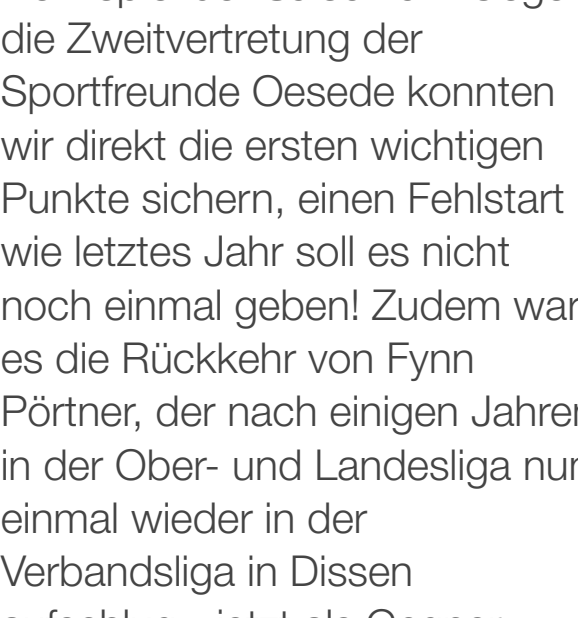 die Zweitvertretung der
Sportfreunde Oesede konnten
wir direkt die ersten wichtigen
Punkte sichern, einen Fehlstart
wie letztes Jahr soll es nicht
noch einmal geben! Zudem war
es die Rückkehr von Fynn
Pörtner, der nach einigen Jahren
in der Ober- und Landesliga nun
einmal wieder in der
Verbandsliga in Dissen